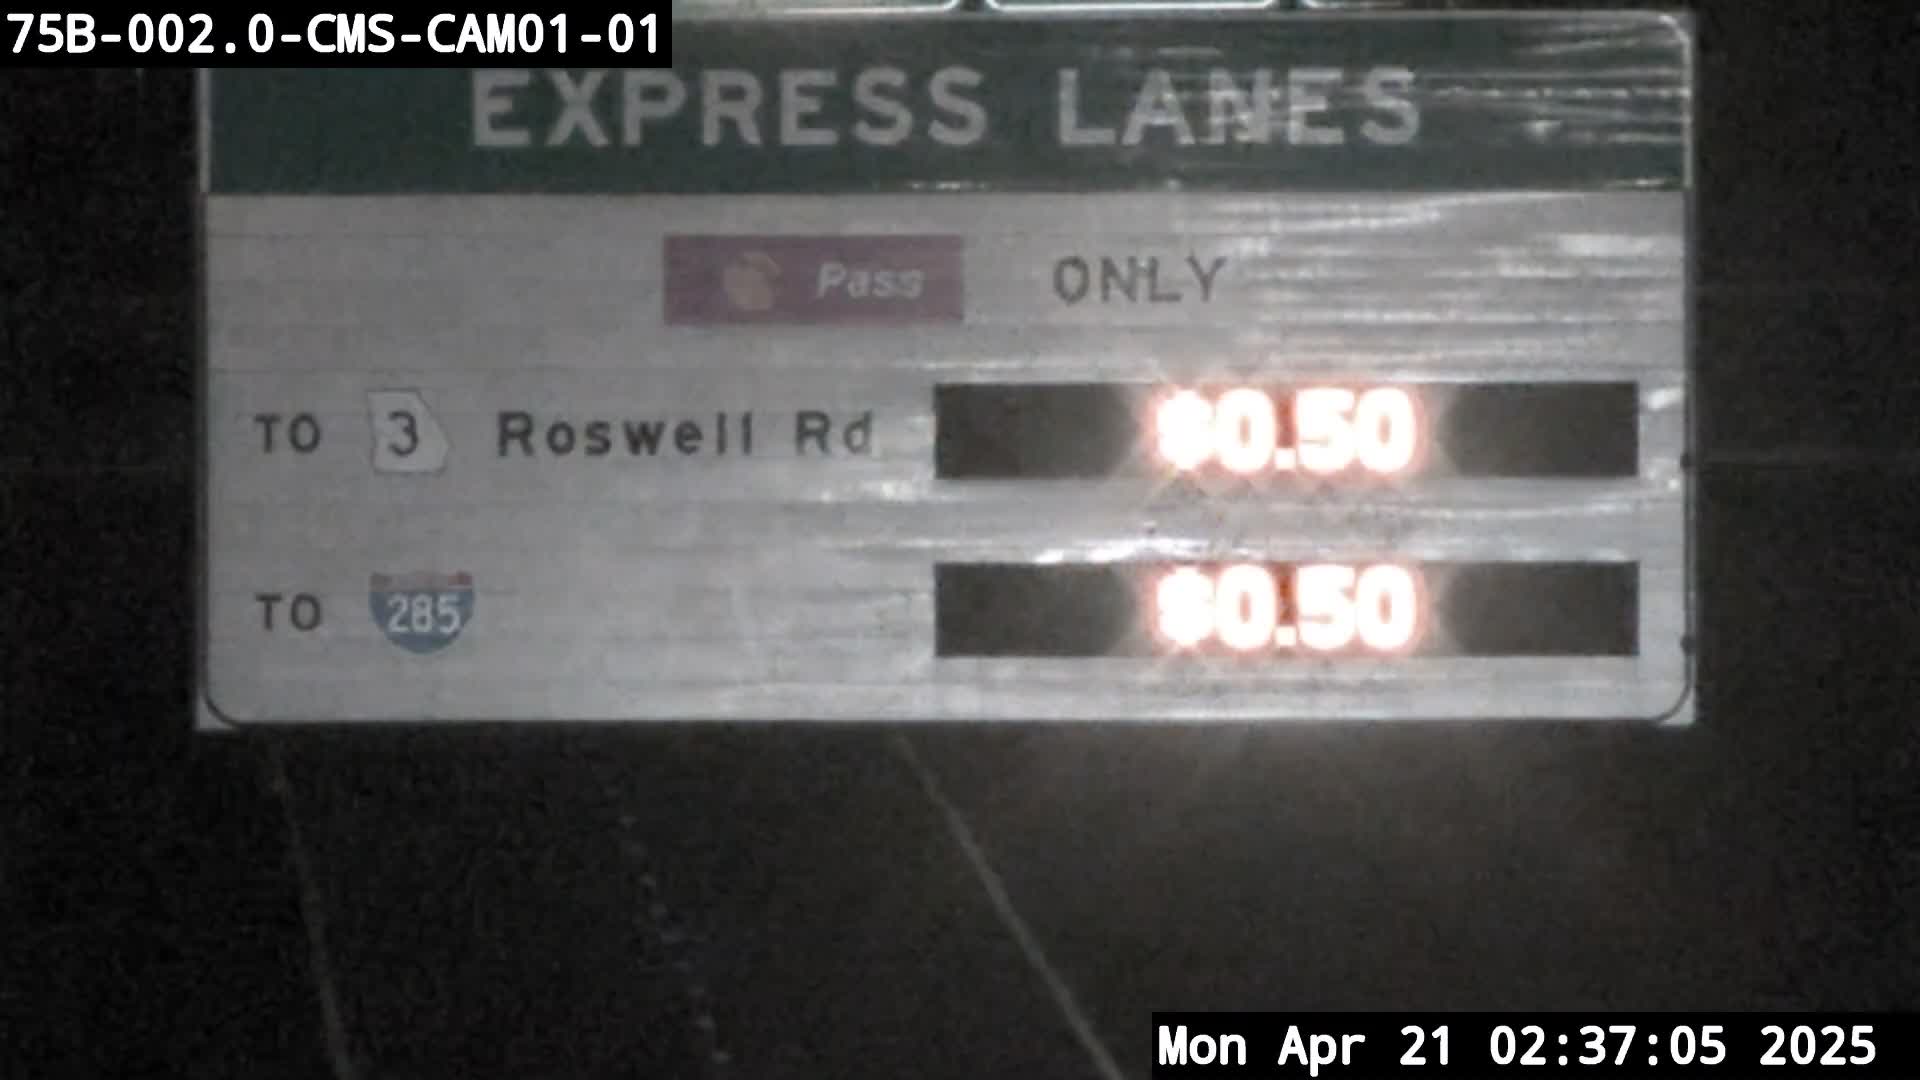 75B-002.0-CMS-CAM01-01
EXPRESS LANES
Pass ONLY
TO 3 Roswell Rd $0.50
TO 285 $0.50
Mon Apr 21 02:37:05 2025